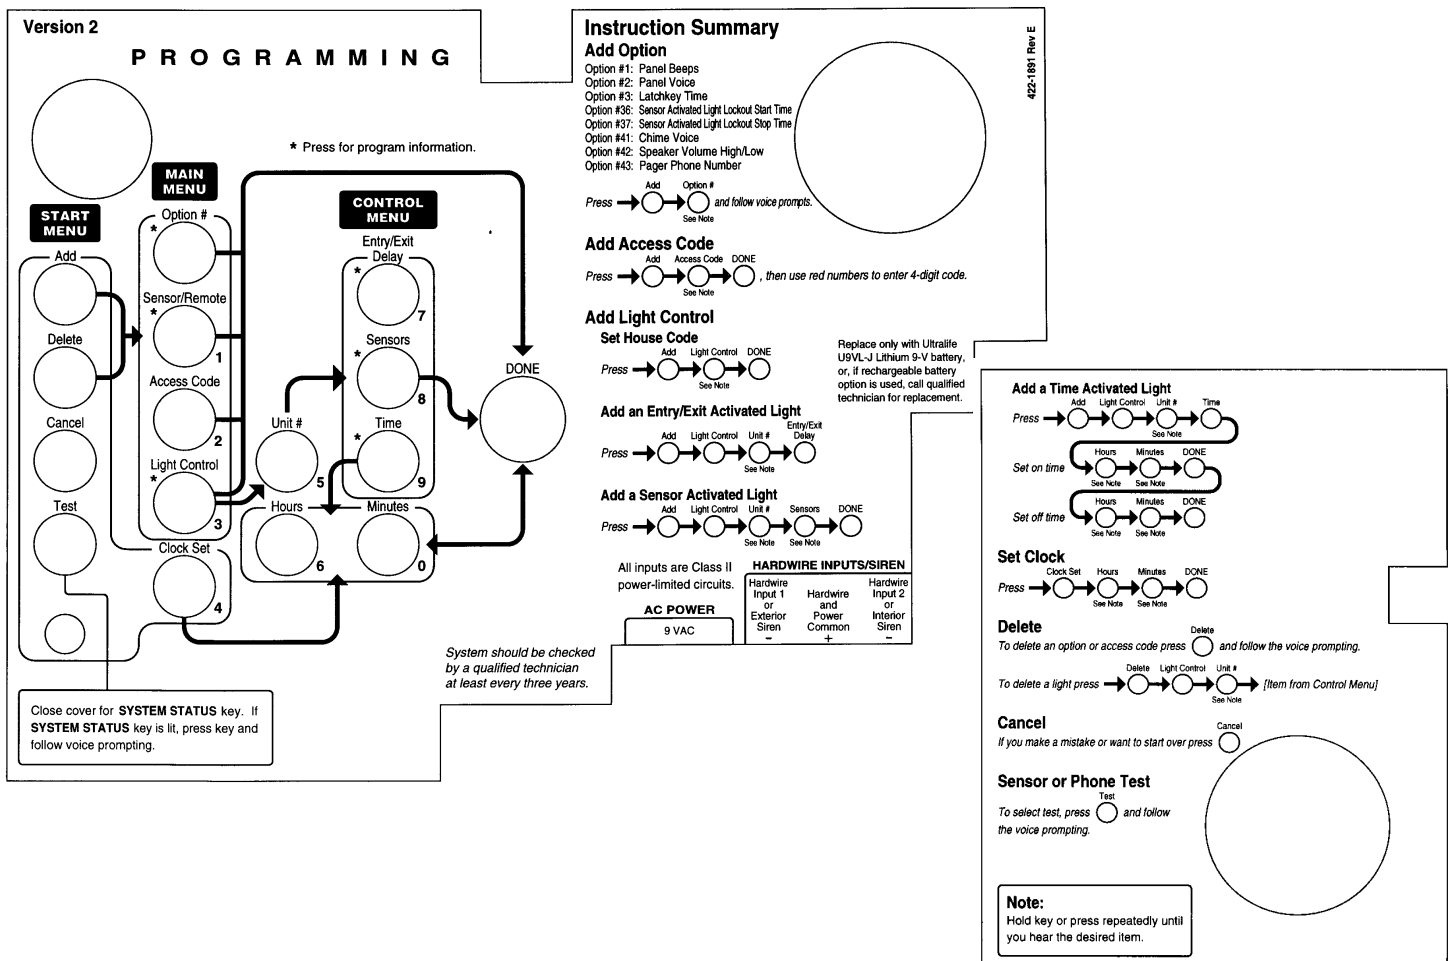 Version 2
PROGRAMMING
* Press for program information.
MAIN
MENU
START
MENU
CONTROL
MENU
Option #
*
Entry/Exit
Delay
*
7
Add
Sensor/Remote
*
1
Delete
Sensors
*
8
DONE
Access Code
2
Cancel
Unit #
5
Time
*
9
Light Control
*
3
Test
Hours
6
Minutes
0
Clock Set
4
Close cover for SYSTEM STATUS key. If
SYSTEM STATUS key is lit, press key and
follow voice prompting.
System should be checked
by a qualified technician
at least every three years.
Instruction Summary
Add Option
Option #1: Panel Beeps
Option #2: Panel Voice
Option #3: Latchkey Time
Option #36: Sensor Activated Light Lockout Start Time
Option #37: Sensor Activated Light Lockout Stop Time
Option #41: Chime Voice
Option #42: Speaker Volume High/Low
Option #43: Pager Phone Number
422-1891 Rev E
Add Option #
Press and follow voice prompts.
See Note
Add Access Code
Add Access Code DONE
Press , then use red numbers to enter 4-digit code.
See Note
Add Light Control
Set House Code
Add Light Control DONE
Press
See Note
Replace only with Ultralife
U9VL-J Lithium 9-V battery,
or, if rechargeable battery
option is used, call qualified
technician for replacement.
Add an Entry/Exit Activated Light
Add Light Control Unit # Entry/Exit Delay
Press
See Note
Add a Sensor Activated Light
Add Light Control Unit # Sensors DONE
Press
See Note See Note
All inputs are Class II
power-limited circuits.
AC POWER
9 VAC
HARDWIRE INPUTS/SIREN
Hardwire
Input 1
or
Exterior
Siren
–
Hardwire
and
Power
Common
+
Hardwire
Input 2
or
Interior
Siren
–
Add a Time Activated Light
Add Light Control Unit # Time
Press
See Note
Hours Minutes DONE
Set on time
See Note See Note
Hours Minutes DONE
Set off time
See Note See Note
Set Clock
Clock Set Hours Minutes DONE
Press
See Note See Note
Delete
Delete
To delete an option or access code press and follow the voice prompting.
Delete Light Control Unit #
To delete a light press [Item from Control Menu]
See Note
Cancel
Cancel
If you make a mistake or want to start over press
Sensor or Phone Test
Test
To select test, press and follow
the voice prompting.
Note:
Hold key or press repeatedly until
you hear the desired item.